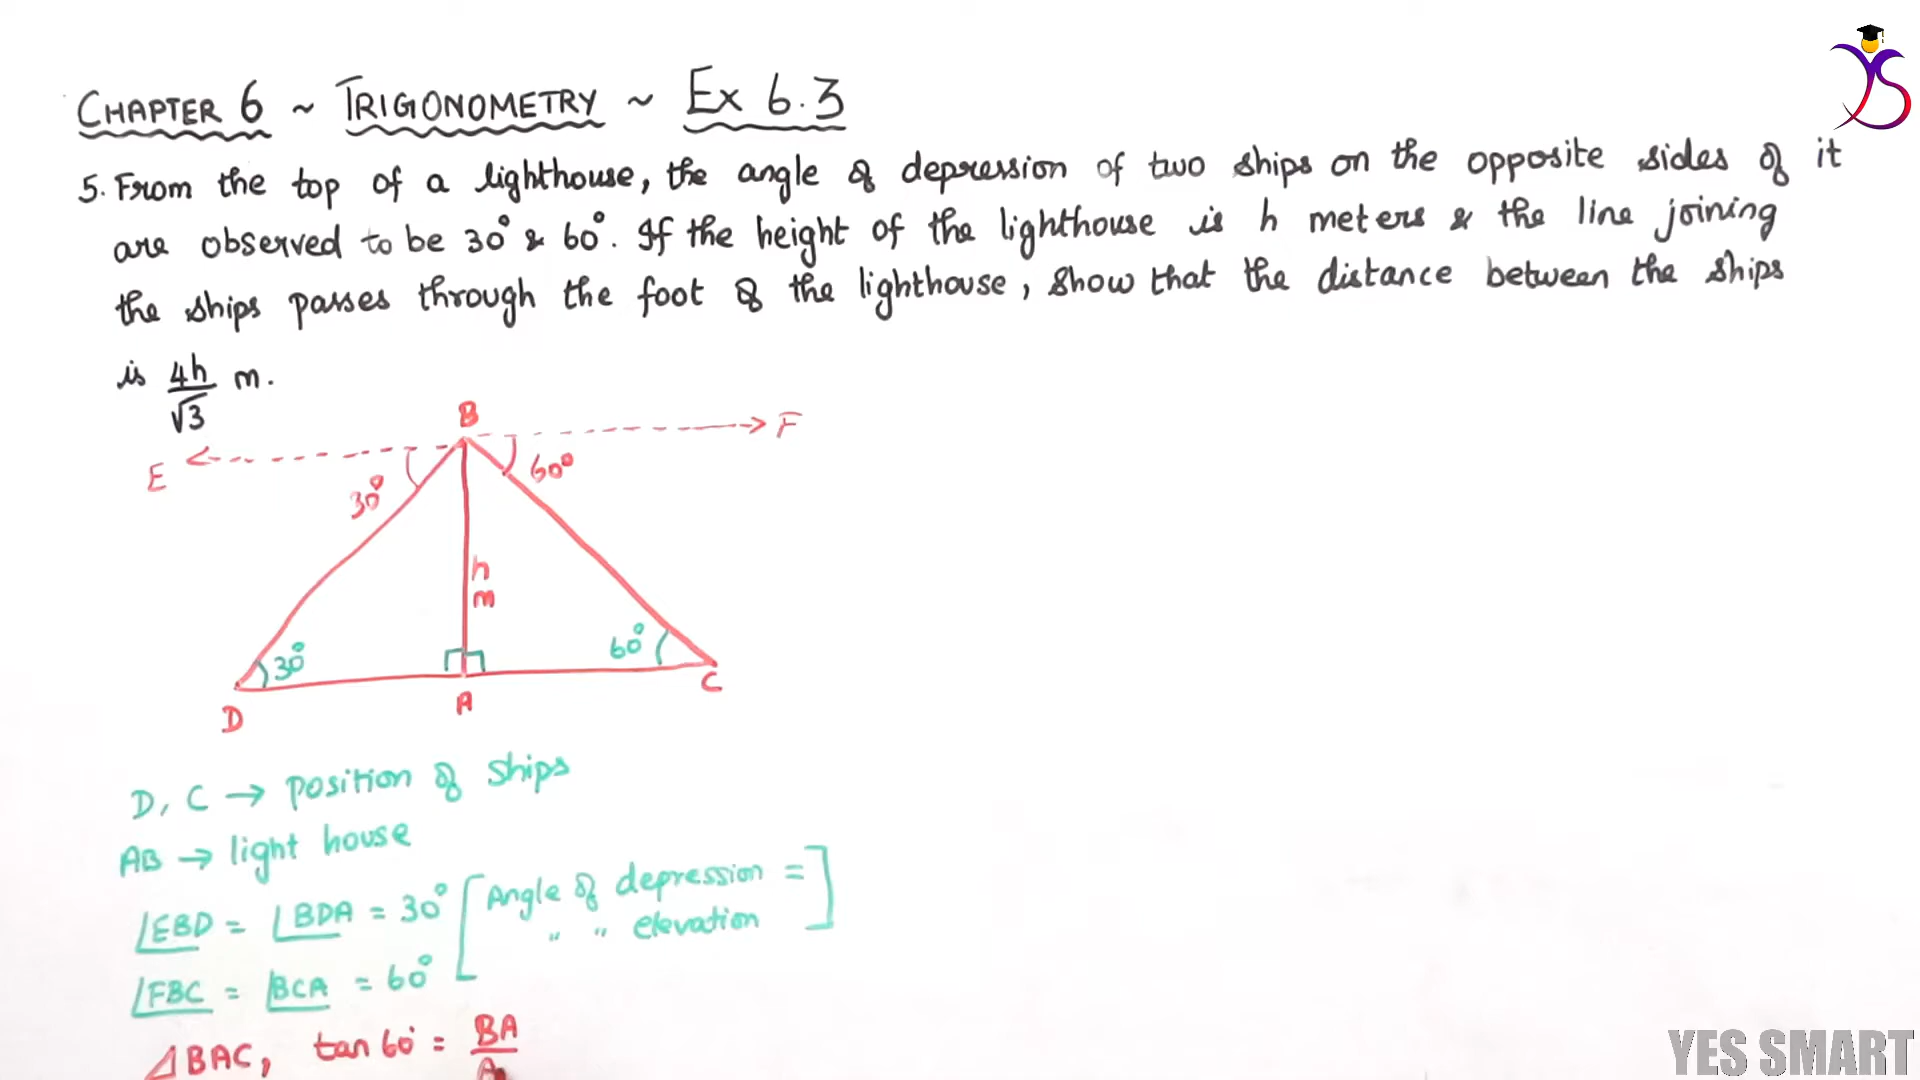 CHAPTER 6 ~ TRIGONOMETRY ~ Ex 6.3
5. From the top of a lighthouse, the angle of depression of two ships on the opposite sides of it
are observed to be 30° & 60°. If the height of the lighthouse is h meters & the line joining
the ships passes through the foot of the lighthouse, show that the distance between the ships
is 4h/√3 m.
B
E
F
30°
60°
h
m
30°
60°
D
A
C
D, C → position of ships
AB → light house
∠EBD = ∠BDA = 30° [Angle of depression =
" " elevation]
∠FBC = ∠BCA = 60°
⊿BAC, tan 60° = BA/A
YES SMART